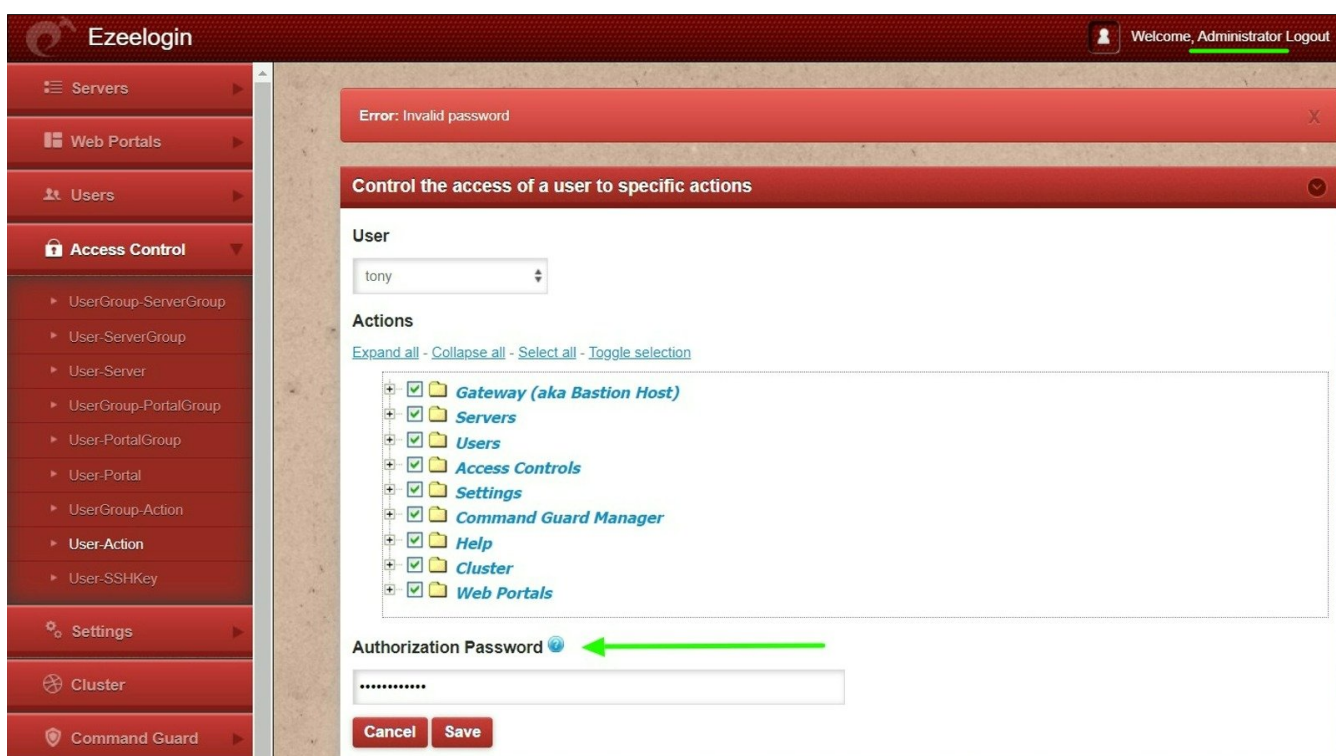 Ezeelogin
Welcome, Administrator Logout
Servers
Web Portals
Users
Access Control
UserGroup-ServerGroup
User-ServerGroup
User-Server
UserGroup-PortalGroup
User-PortalGroup
User-Portal
UserGroup-Action
User-Action
User-SSHKey
Settings
Cluster
Command Guard
Error: Invalid password X
Control the access of a user to specific actions
User
tony
Actions
Expand all - Collapse all - Select all - Toggle selection
Gateway (aka Bastion Host)
Servers
Users
Access Controls
Settings
Command Guard Manager
Help
Cluster
Web Portals
Authorization Password ?
••••••••••••
Cancel Save